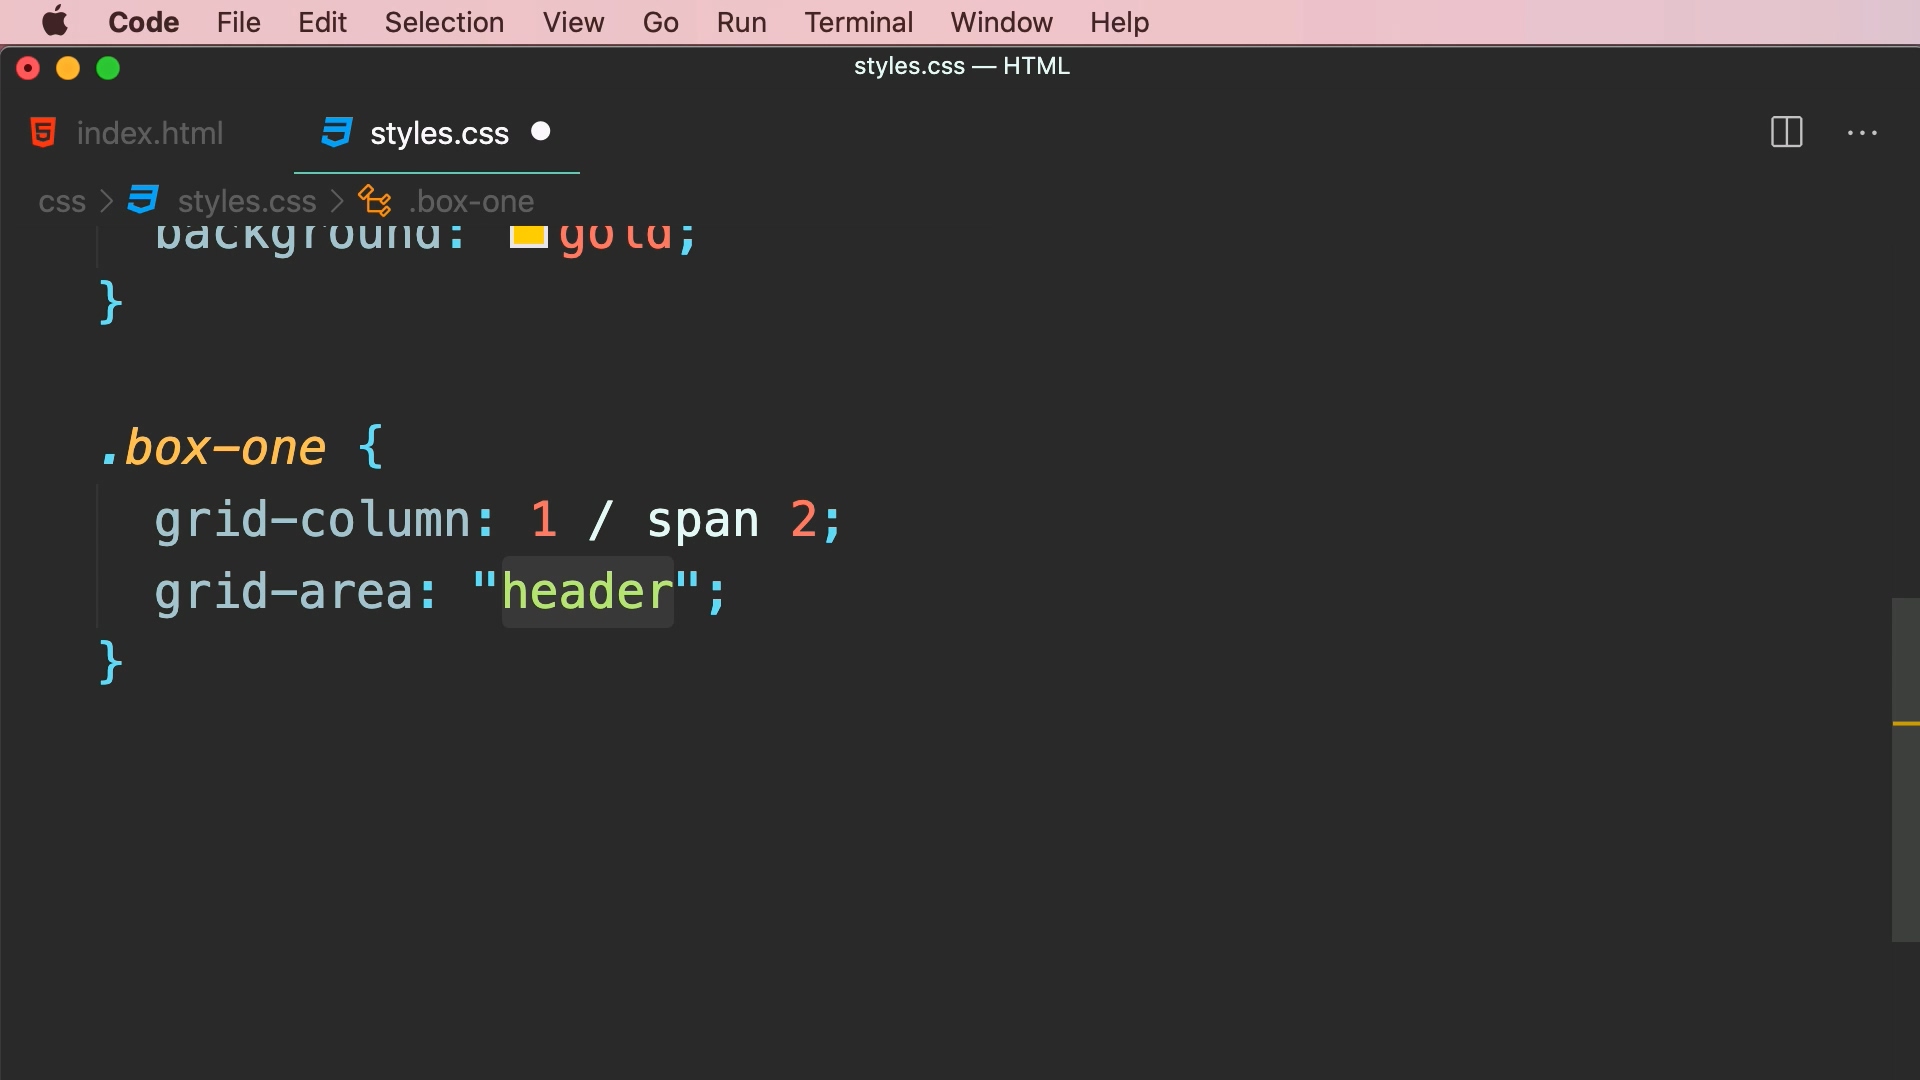 Code File Edit Selection View Go Run Terminal Window Help
styles.css — HTML
index.html styles.css
css > styles.css > .box-one
background: gold;
}
.box-one {
grid-column: 1 / span 2;
grid-area: "header";
}